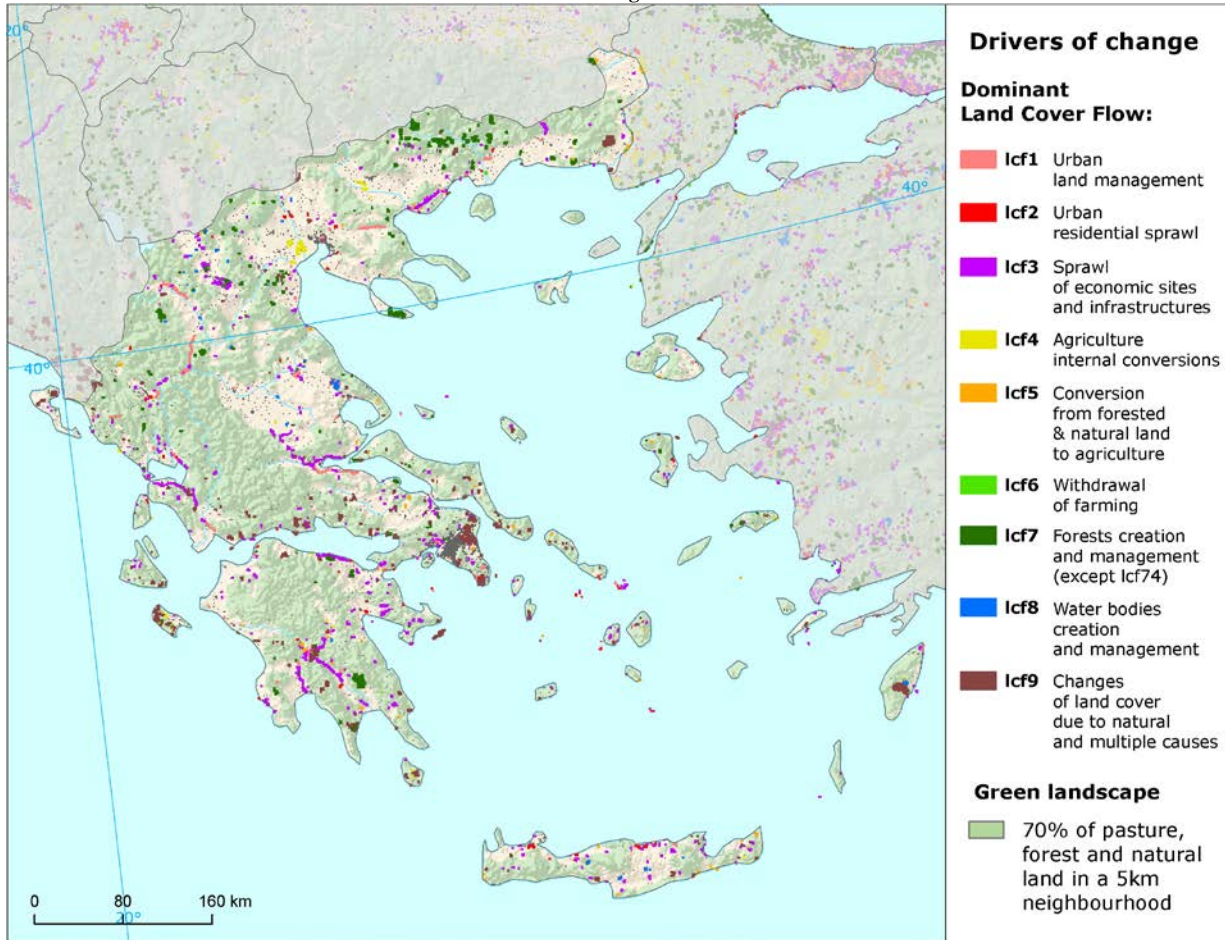 20°
40°
40°
0 80 160 km
20°
Drivers of change
Dominant
Land Cover Flow:
lcf1 Urban
land management
lcf2 Urban
residential sprawl
lcf3 Sprawl
of economic sites
and infrastructures
lcf4 Agriculture
internal conversions
lcf5 Conversion
from forested
& natural land
to agriculture
lcf6 Withdrawal
of farming
lcf7 Forests creation
and management
(except lcf74)
lcf8 Water bodies
creation
and management
lcf9 Changes
of land cover
due to natural
and multiple causes
Green landscape
70% of pasture,
forest and natural
land in a 5km
neighbourhood